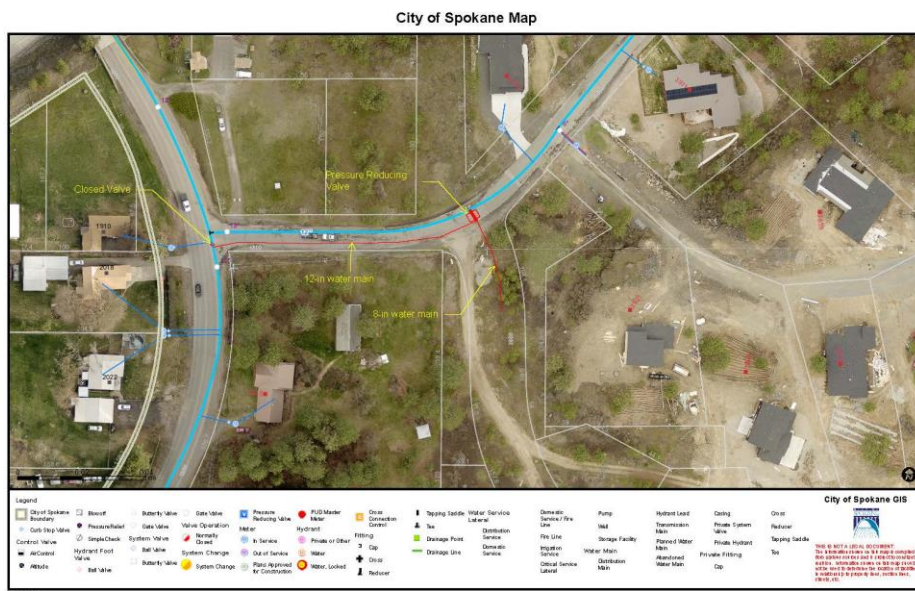 City of Spokane Map
Closed Valve
Pressure Reducing
Valve
12-in water main
8-in water main
1910
2018
2022
Legend
City of Spokane
Boundary
Curb Stop Valve
Control Valve
AirControl
Altitude
Blowoff
Pressure Relief
Simple Check
Hydrant Foot
Valve
Ball Valve
Butterfly Valve
Gate Valve
System Valve
Ball Valve
Butterfly Valve
Gate Valve
Valve Operation
Normally
Closed
System Change
System Change
Pressure
Reducing Valve
Meter
In Service
Out of Service
Plans Approved
for Construction
PUD Master
Meter
Hydrant
Private or Other
Water
Water, Locked
Cross
Connection
Control
Fitting
Cap
Cross
Reducer
Tapping Saddle
Tee
Drainage Point
Drainage Line
Water Service
Lateral
Distribution
Service
Domestic
Service
Domestic
Service / Fire
Line
Fire Line
Irrigation
Service
Critical Service
Lateral
Pump
Well
Storage Facility
Water Main
Distribution
Main
Hydrant Lead
Transmission
Main
Planned Water
Main
Abandoned
Water Main
Casing
Private System
Valve
Private Hydrant
Private Fitting
Cap
Cross
Reducer
Tapping Saddle
Tee
City of Spokane GIS
THIS IS NOT A LEGAL DOCUMENT